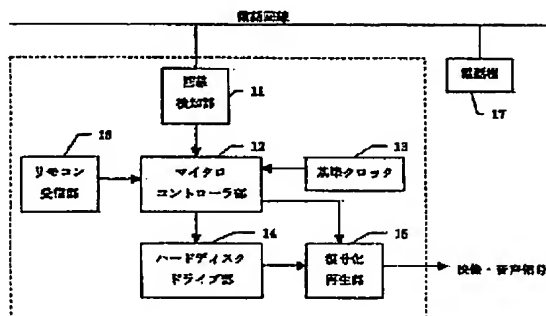 電話回線
回線
検知部
11
電話機
17
16
12
13
リモコン
受信部
マイクロ
コントローラ部
基準クロック
14
15
ハードディスク
ドライブ部
復号化
再生部
映像・音声信号